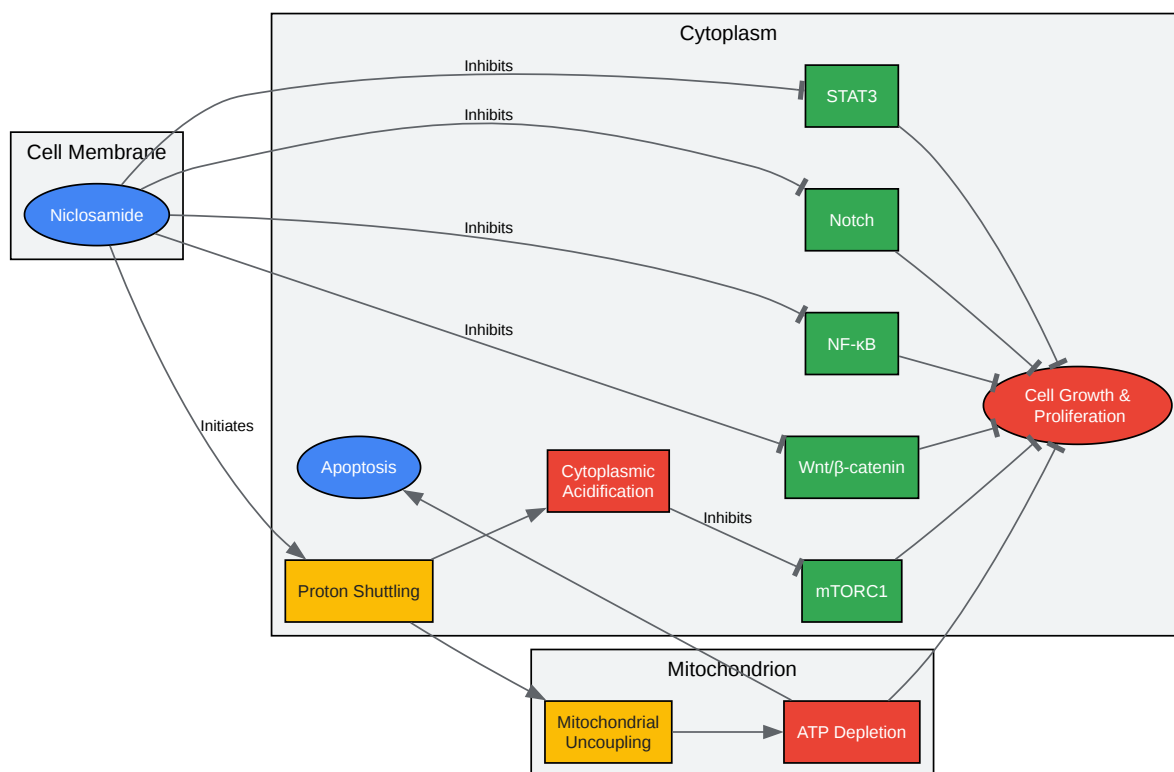 Cytoplasm
Inhibits
STAT3
Inhibits
Cell Membrane
Niclosamide
Notch
Inhibits
Inhibits
NF-κB
Cell Growth &
Proliferation
Initiates
Apoptosis
Cytoplasmic
Acidification
Wnt/β-catenin
Inhibits
Proton Shuttling
mTORC1
Mitochondrion
Mitochondrial
Uncoupling
ATP Depletion